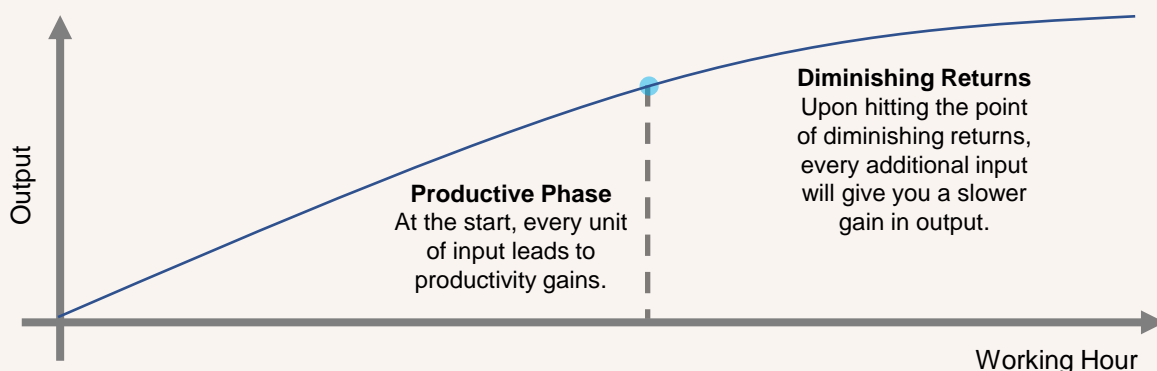 Output
Productive Phase
At the start, every unit
of input leads to
productivity gains.
Diminishing Returns
Upon hitting the point
of diminishing returns,
every additional input
will give you a slower
gain in output.
Working Hour